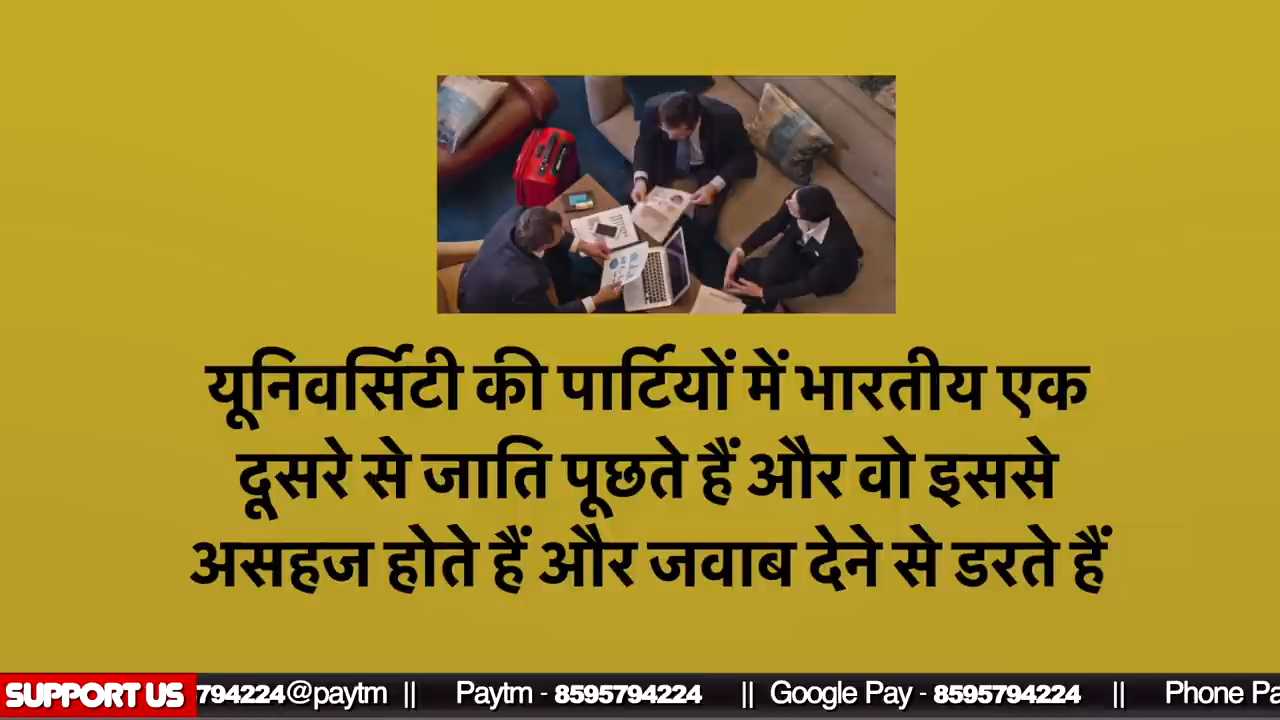 यूनिवर्सिटी की पार्टियों में भारतीय एक
दूसरे से जाति पूछते हैं और वो इससे
असहज होते हैं और जवाब देने से डरते हैं
SUPPORT US 794224@paytm || Paytm - 8595794224 || Google Pay - 8595794224 || Phone Pa